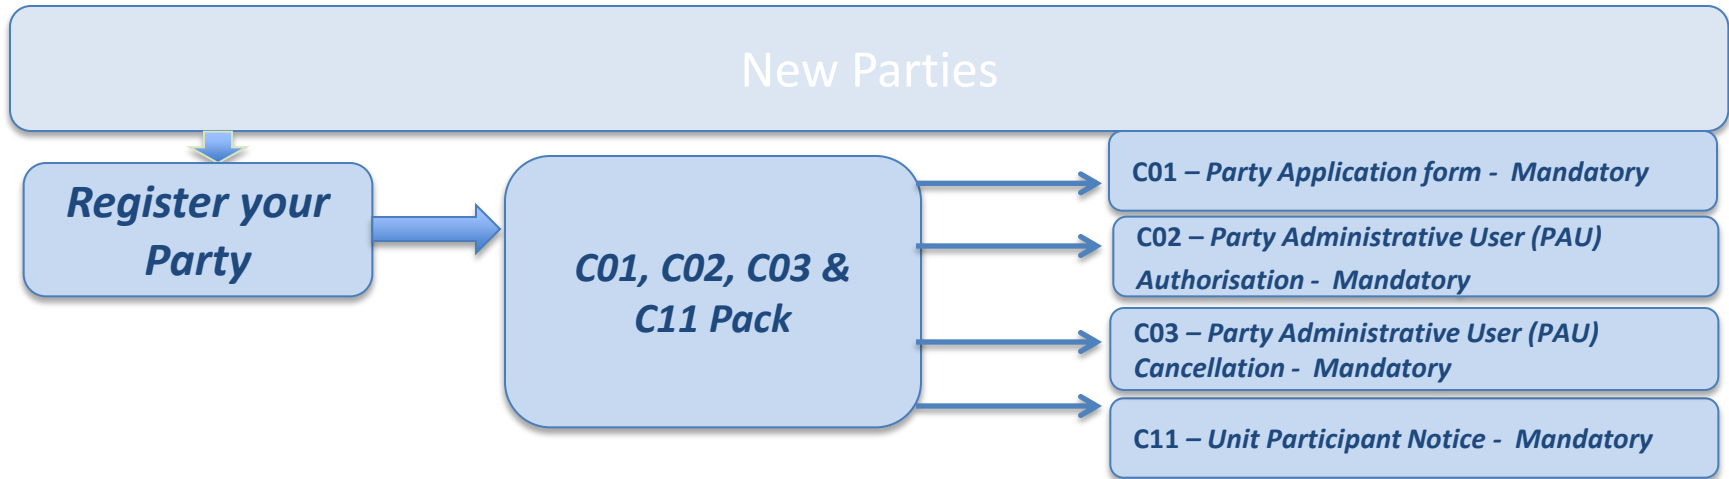 New Parties
Register your
Party
C01, C02, C03 &
C11 Pack
C01 – Party Application form - Mandatory
C02 – Party Administrative User (PAU)
Authorisation - Mandatory
C03 – Party Administrative User (PAU)
Cancellation - Mandatory
C11 – Unit Participant Notice - Mandatory